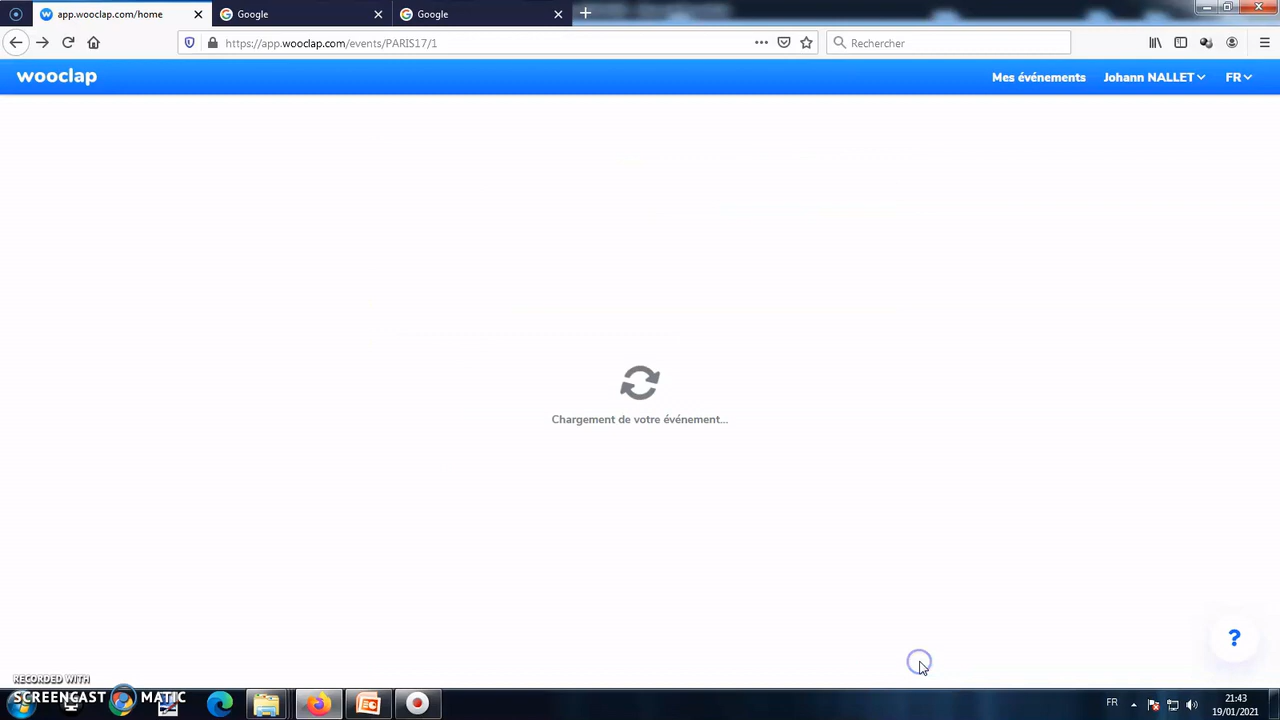 app.wooclap.com/home
Google
Google
https://app.wooclap.com/events/PARIS17/1
Rechercher
wooclap
Mes événements
Johann NALLET
FR
Chargement de votre événement...
?
RECORDED WITH
SCREENCAST MATIC
FR
21:43
19/01/2021